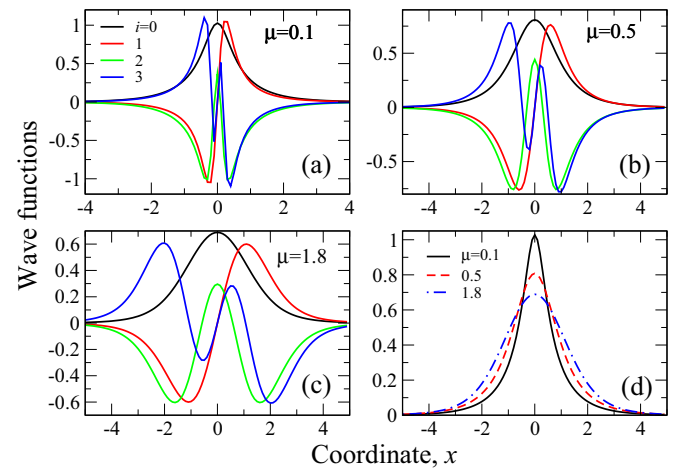 1
0.5
0
-0.5
-1
i=0
1
2
3
μ=0.1
(a)
-4 -2 0 2 4
0.5
0
-0.5
μ=0.5
(b)
-4 -2 0 2 4
Wave functions
0.6
0.4
0.2
0
-0.2
-0.4
-0.6
μ=1.8
(c)
-4 -2 0 2 4
1
0.8
0.6
0.4
0.2
0
μ=0.1
0.5
1.8
(d)
-4 -2 0 2 4
Coordinate, x